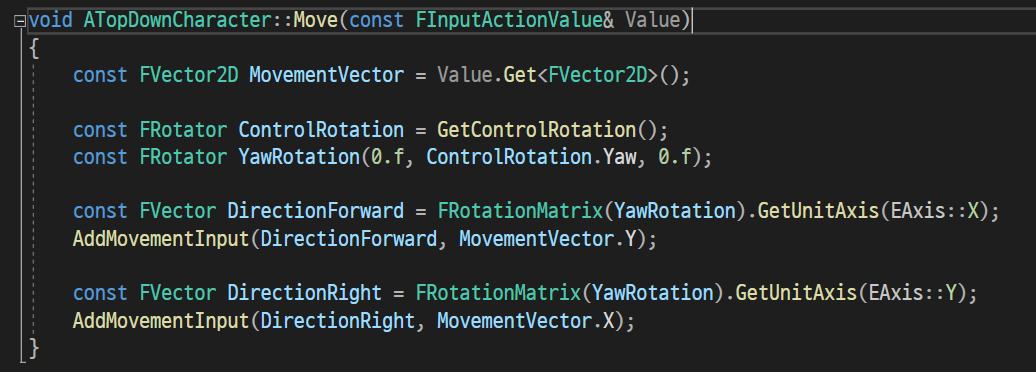 void ATopDownCharacter::Move(const FInputActionValue& Value)
{
    const FVector2D MovementVector = Value.Get<FVector2D>();

    const FRotator ControlRotation = GetControlRotation();
    const FRotator YawRotation(0.f, ControlRotation.Yaw, 0.f);

    const FVector DirectionForward = FRotationMatrix(YawRotation).GetUnitAxis(EAxis::X);
    AddMovementInput(DirectionForward, MovementVector.Y);

    const FVector DirectionRight = FRotationMatrix(YawRotation).GetUnitAxis(EAxis::Y);
    AddMovementInput(DirectionRight, MovementVector.X);
}